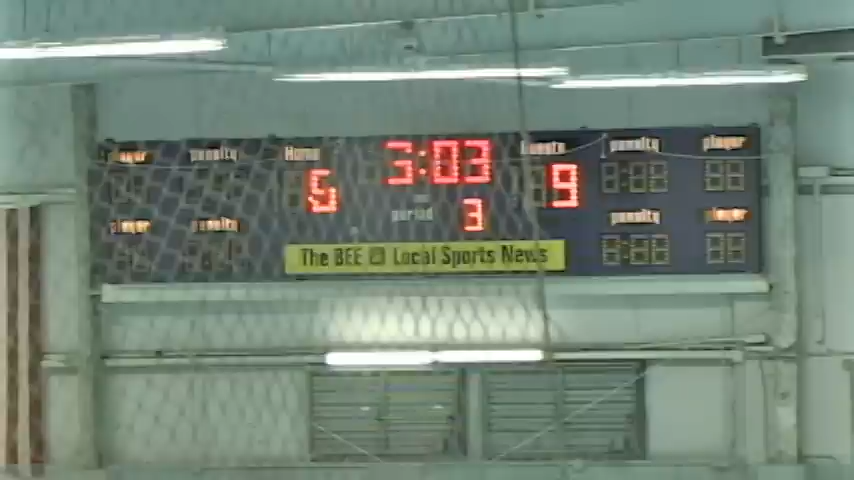 player penalty Home 3:03 Guests penalty player
5 9
player penalty period 3 penalty player
The BEE Local Sports News